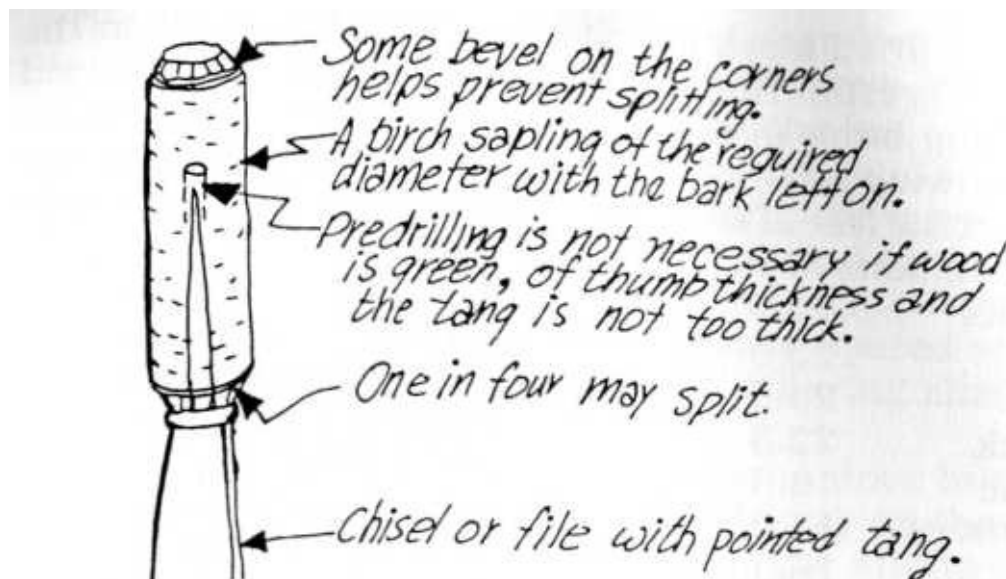 Some bevel on the corners
helps prevent splitting.
A birch sapling of the required
diameter with the bark left on.
Predrilling is not necessary if wood
is green, of thumb thickness and
the tang is not too thick.
One in four may split.
Chisel or file with pointed tang.